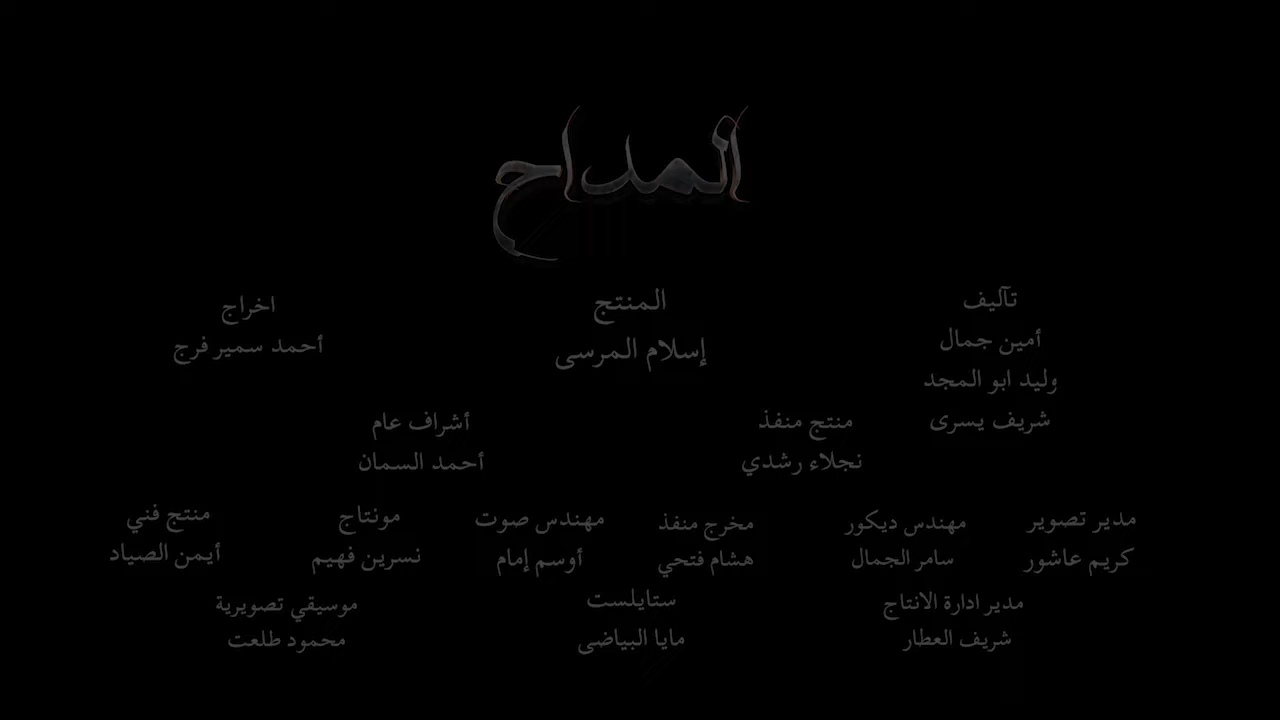 المداح
تآليف
أمين جمال
وليد ابو المجد
شريف يسرى
المنتج
إسلام المرسى
اخراج
أحمد سمير فرج
منتج منفذ
نجلاء رشدي
أشراف عام
أحمد السمان
مدير تصوير
كريم عاشور
مهندس ديكور
سامر الجمال
مخرج منفذ
هشام فتحي
مهندس صوت
أوسم إمام
مونتاج
نسرين فهيم
منتج فني
أيمن الصياد
مدير ادارة الانتاج
شريف العطار
ستايلست
مايا البياضى
موسيقي تصويرية
محمود طلعت